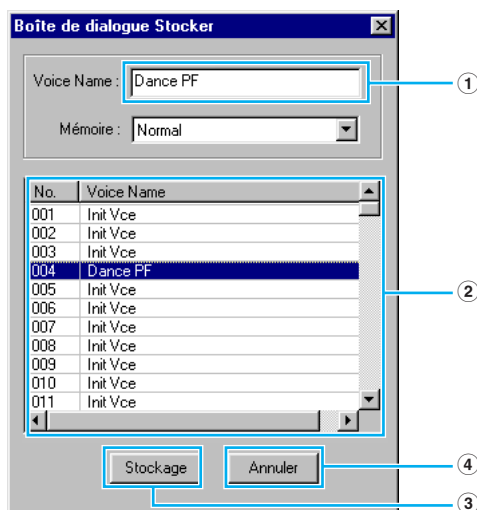 Boîte de dialogue Stocker
Voice Name : Dance PF
①
Mémoire : Normal
No. Voice Name
001 Init Vce
002 Init Vce
003 Init Vce
004 Dance PF
005 Init Vce
②
006 Init Vce
007 Init Vce
008 Init Vce
009 Init Vce
010 Init Vce
011 Init Vce
Stockage Annuler
④
③